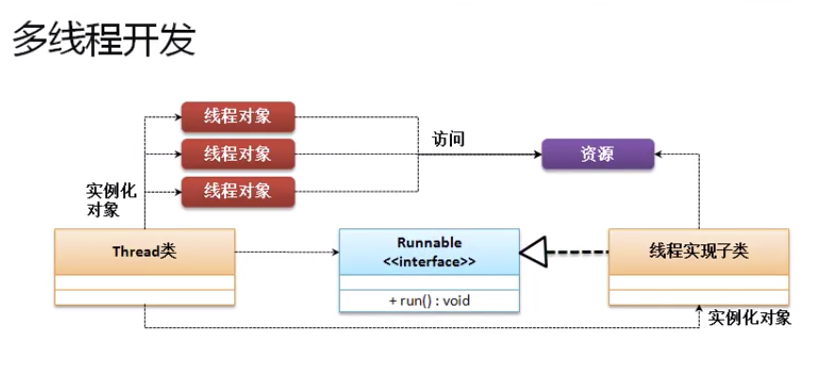 多线程开发
线程对象
线程对象
访问
资源
线程对象
实例化
对象
Thread类
Runnable
<<interface>>
+ run() : void
线程实现子类
实例化对象